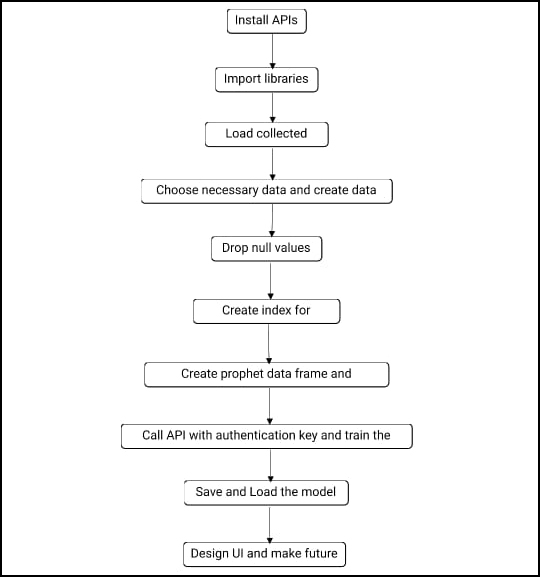 Install APIs
Import libraries
Load collected
Choose necessary data and create data
Drop null values
Create index for
Create prophet data frame and
Call API with authentication key and train the
Save and Load the model
Design UI and make future